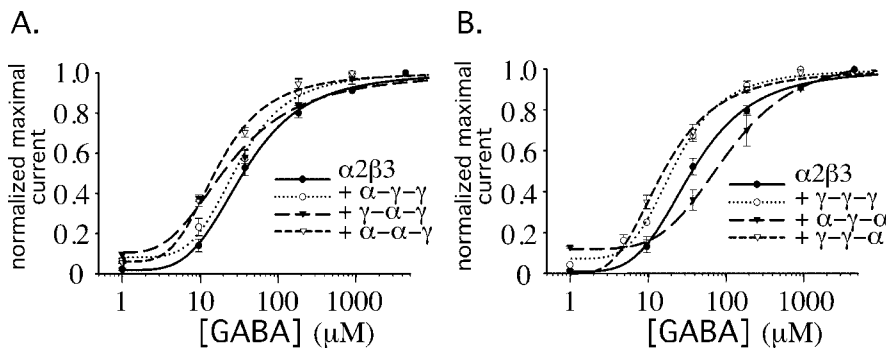 A.
normalized maximal
current
1.0
0.8
0.6
0.4
0.2
0
α2β3
+ α-γ-γ
+ γ-α-γ
+ α-α-γ
1 10 100 1000
[GABA] (μM)
B.
normalized maximal
current
1.0
0.8
0.6
0.4
0.2
0
α2β3
+ γ-γ-γ
+ α-γ-α
+ γ-γ-α
1 10 100 1000
[GABA] (μM)